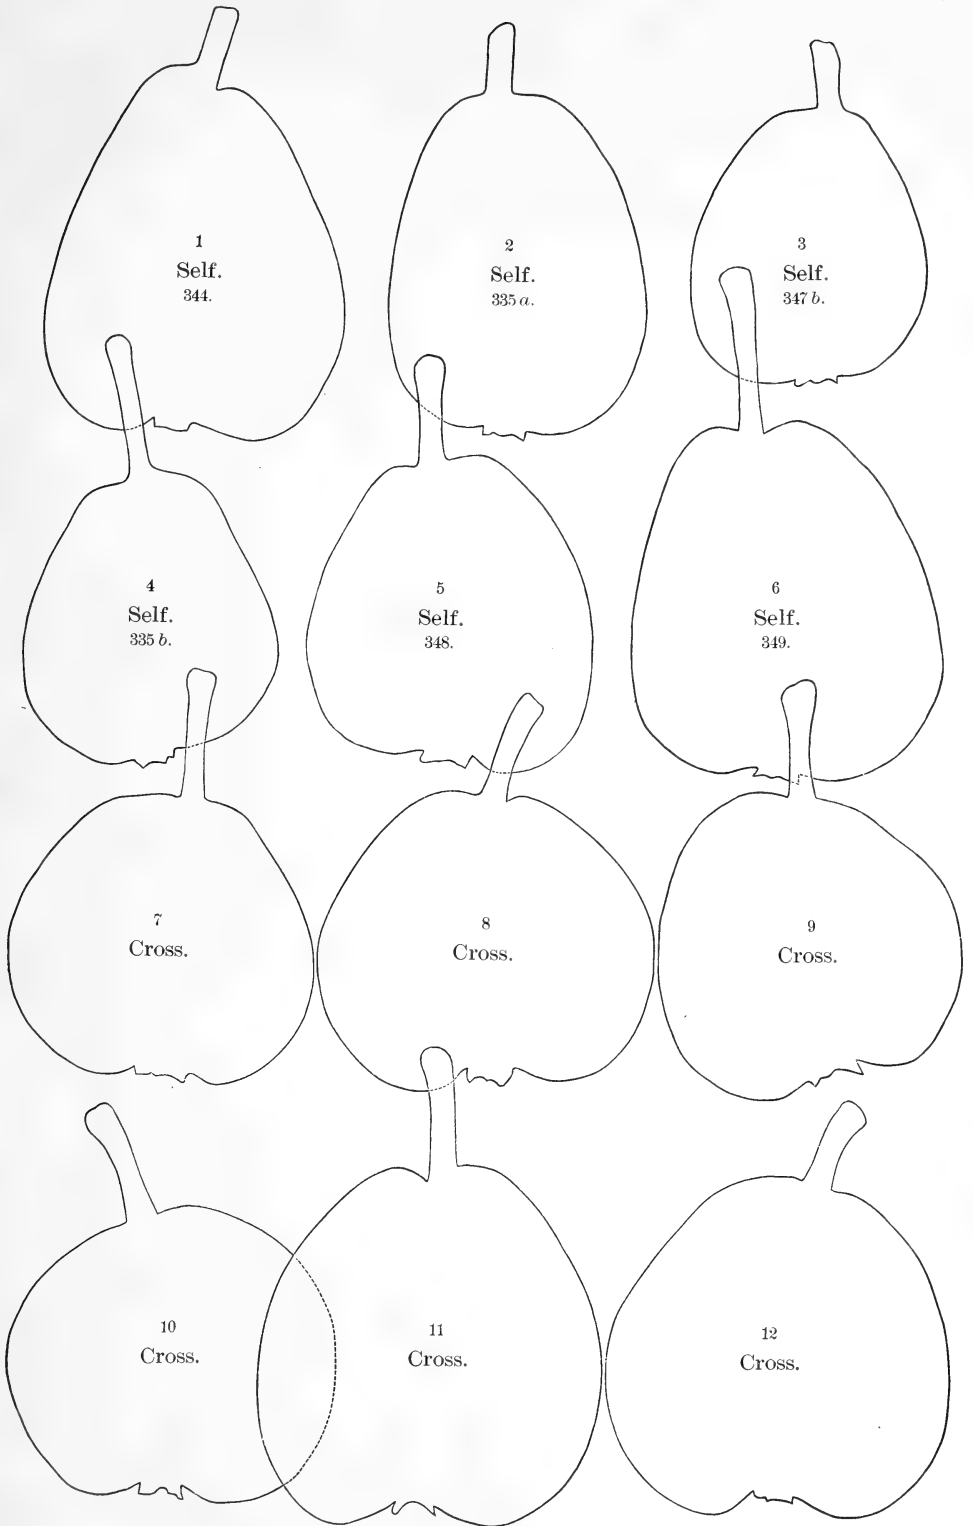 1
Self.
344.
2
Self.
335 a.
3
Self.
347 b.
4
Self.
335 b.
5
Self.
348.
6
Self.
349.
7
Cross.
8
Cross.
9
Cross.
10
Cross.
11
Cross.
12
Cross.